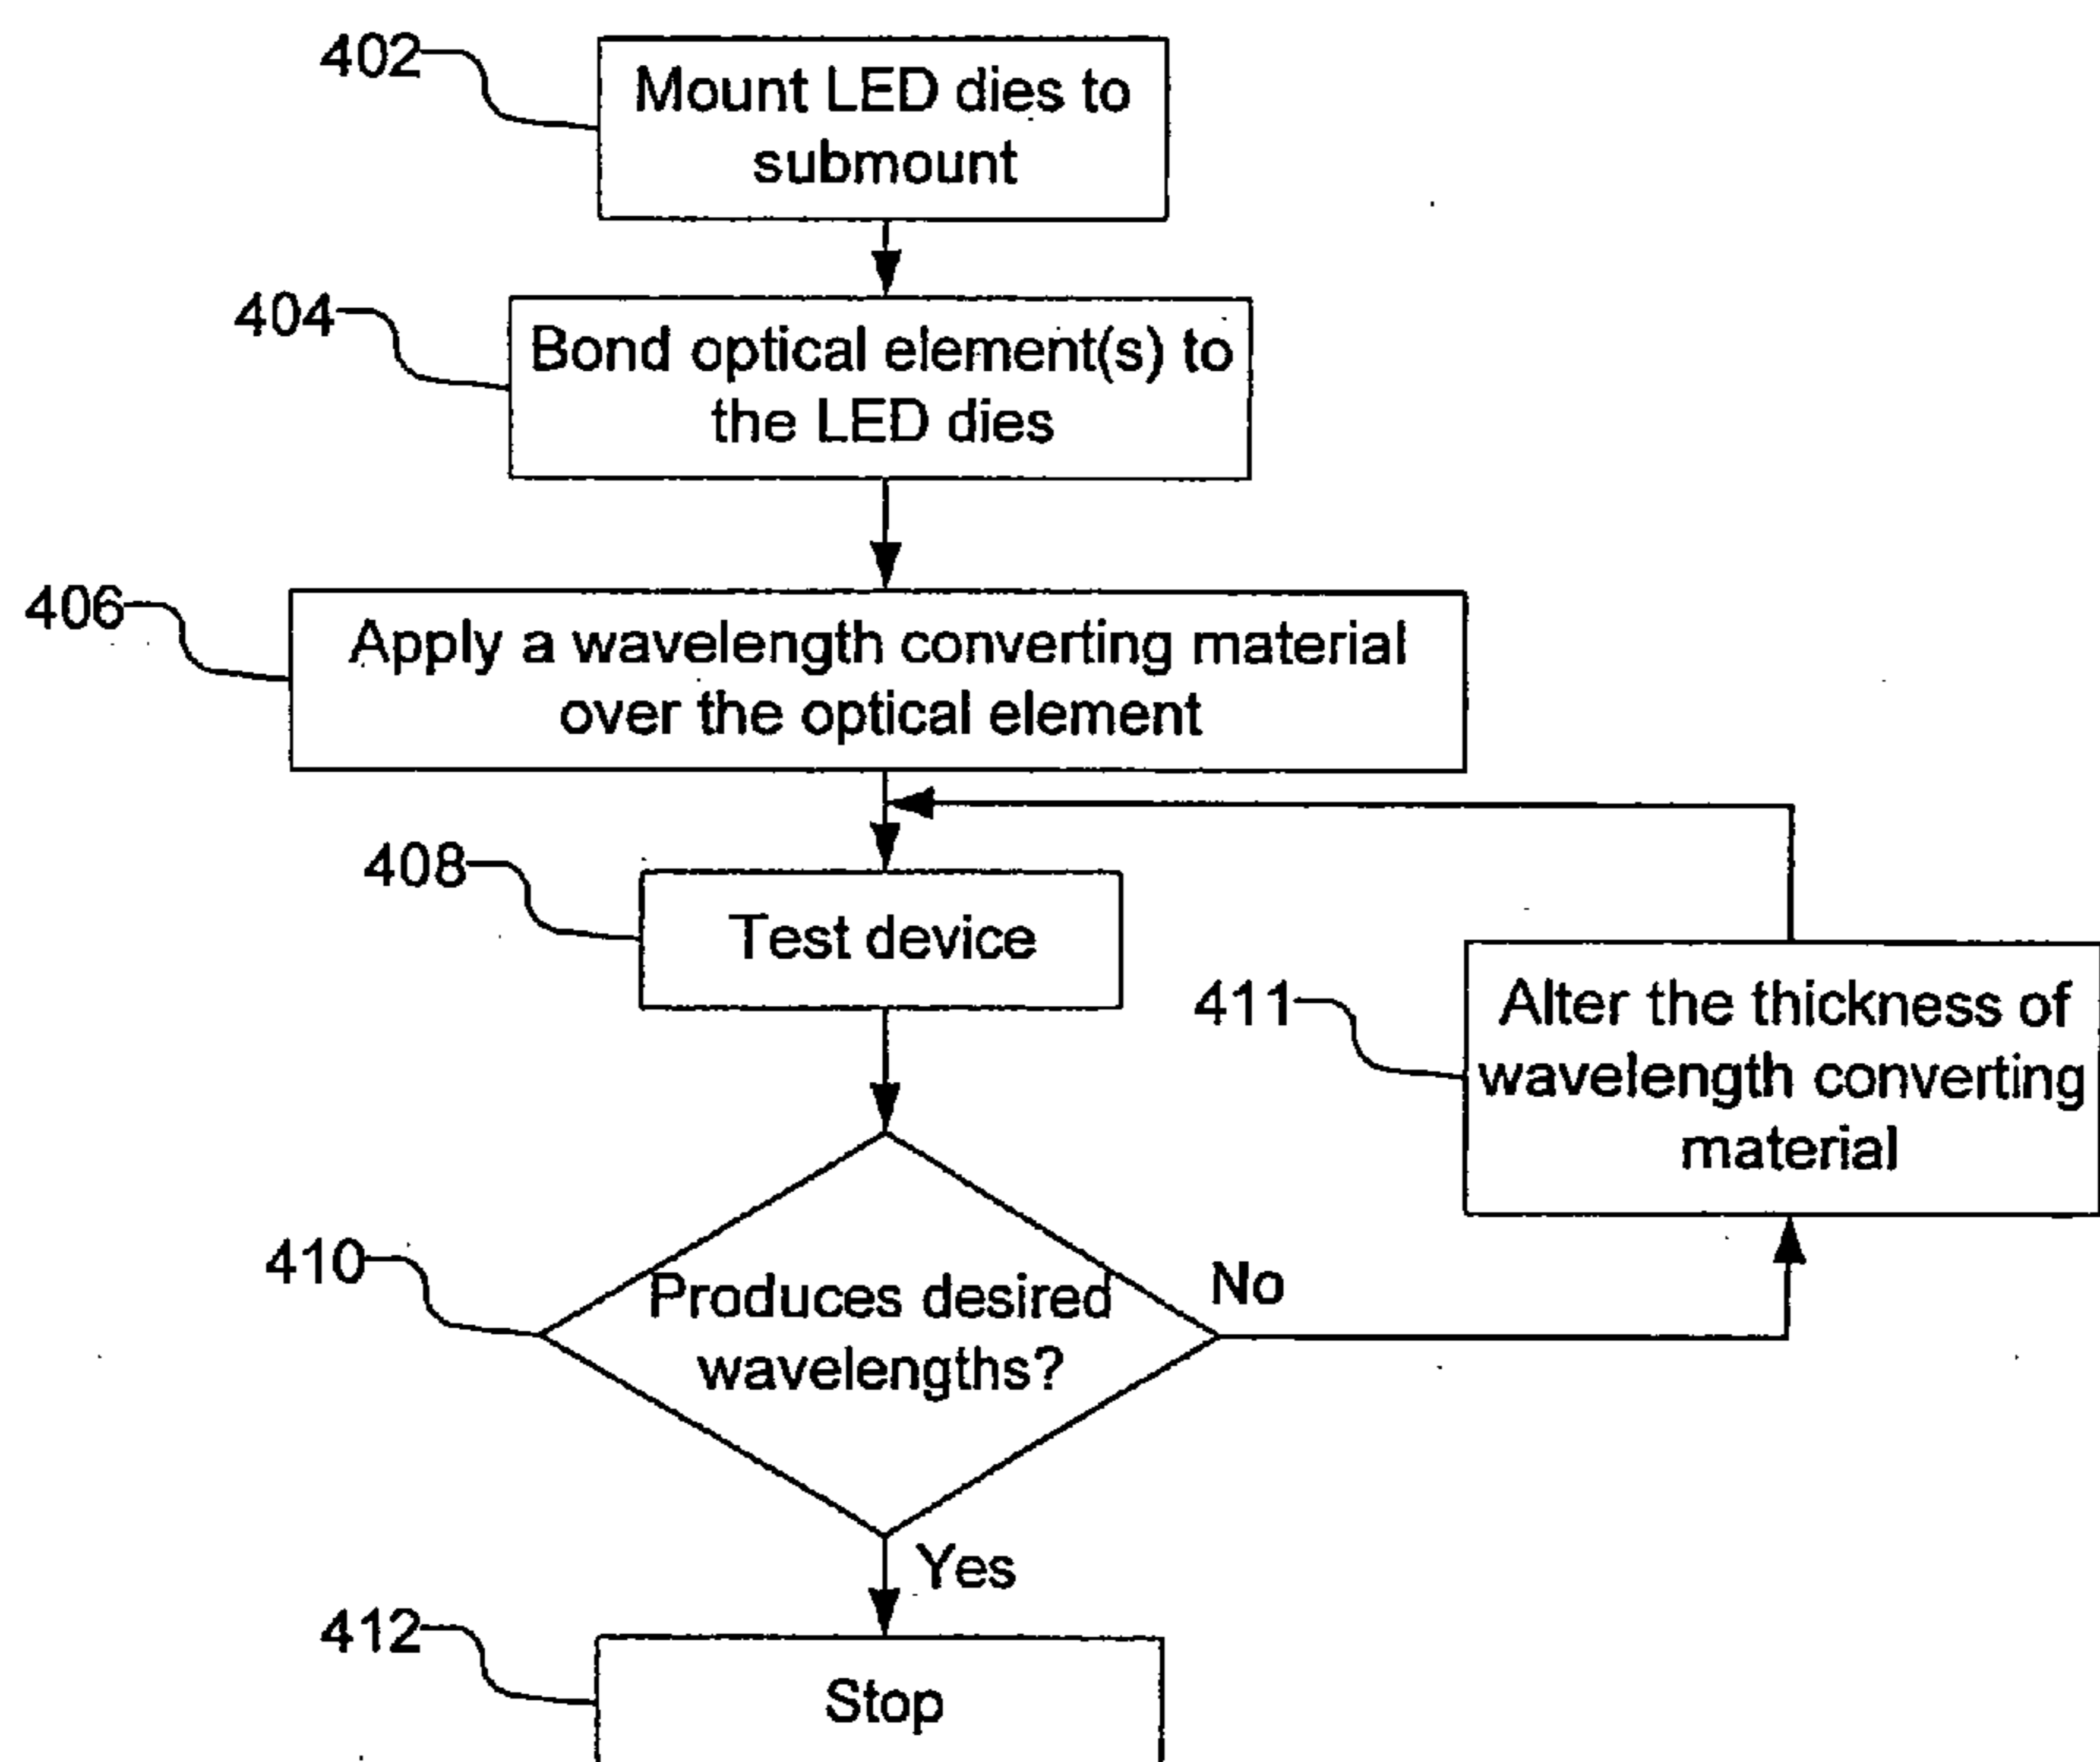 402
Mount LED dies to
submount
404
Bond optical element(s) to
the LED dies
406
Apply a wavelength converting material
over the optical element
408
Test device
411
Alter the thickness of
wavelength converting
material
410
Produces desired
wavelengths?
No
Yes
412
Stop